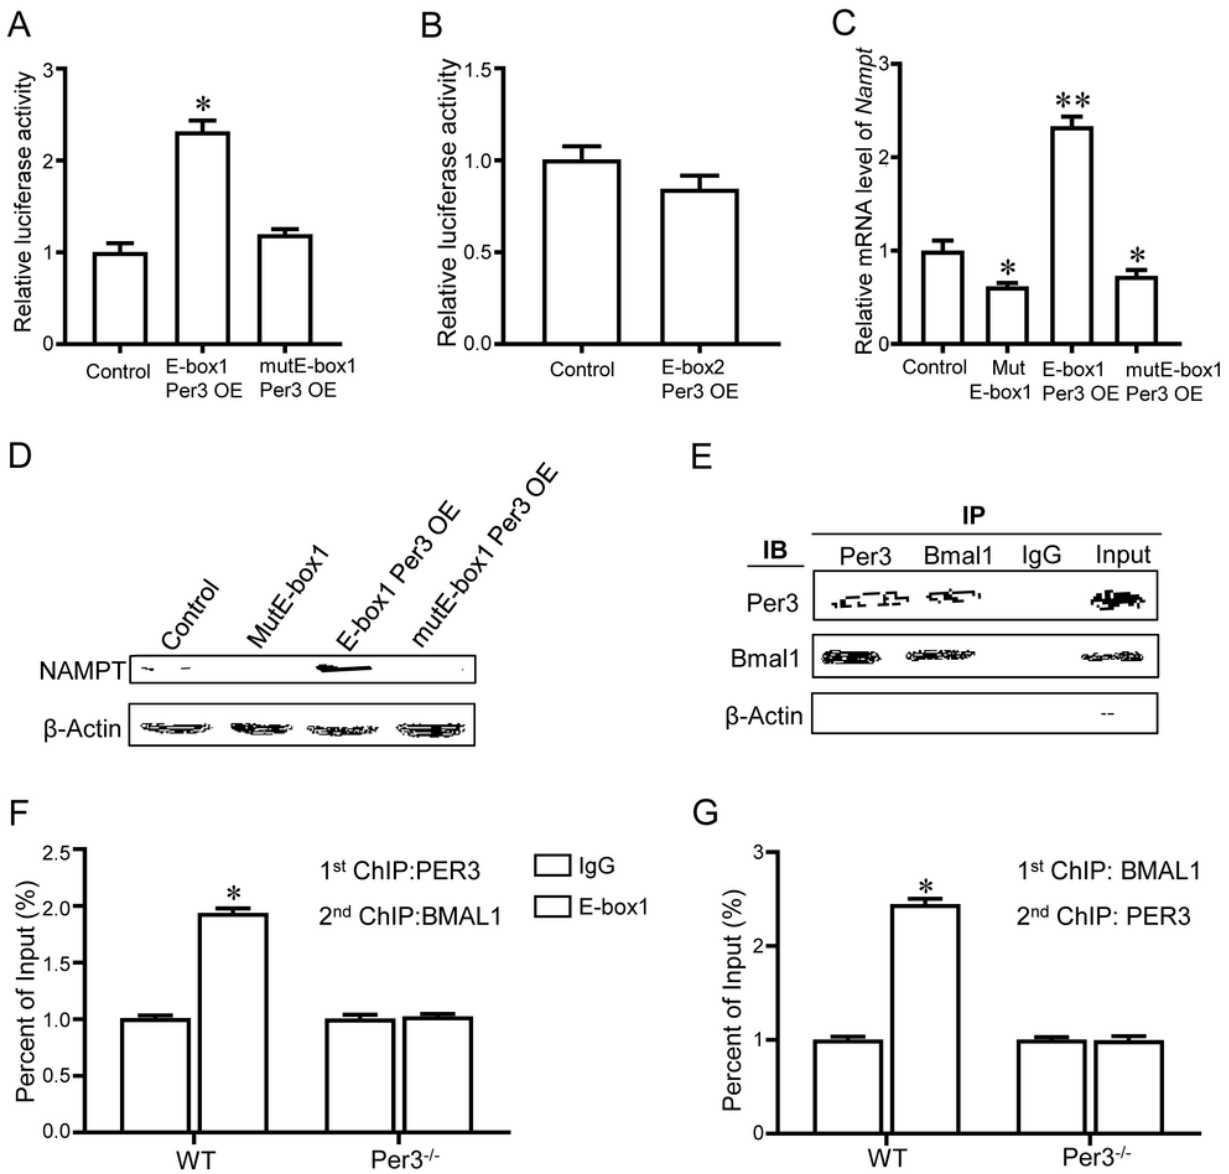 A
Relative luciferase activity
3
2
1
0
*
Control
E-box1
Per3 OE
mutE-box1
Per3 OE
B
Relative luciferase activity
1.5
1.0
0.5
0.0
Control
E-box2
Per3 OE
C
Relative mRNA level of Nampt
3
2
1
0
*
**
*
Control
Mut
E-box1
E-box1
Per3 OE
mutE-box1
Per3 OE
D
Control
MutE-box1
E-box1 Per3 OE
mutE-box1 Per3 OE
NAMPT
β-Actin
E
IP
IB
Per3 Bmal1 IgG Input
Per3
Bmal1
β-Actin
F
Percent of Input (%)
2.5
2.0
1.5
1.0
0.5
0.0
*
1st ChIP:PER3
2nd ChIP:BMAL1
IgG
E-box1
WT
Per3-/-
G
Percent of Input (%)
3
2
1
0
*
1st ChIP: BMAL1
2nd ChIP: PER3
WT
Per3-/-